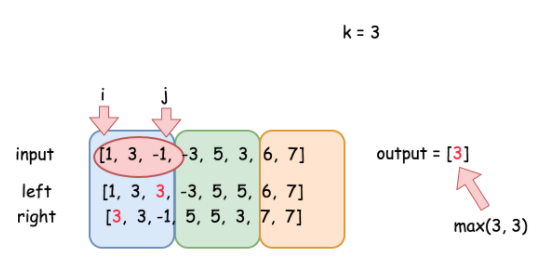 k = 3
i
j
input [1, 3, -1, -3, 5, 3, 6, 7]
output = [3]
left [1, 3, 3, -3, 5, 5, 6, 7]
right [3, 3, -1, 5, 5, 3, 7, 7]
max(3, 3)